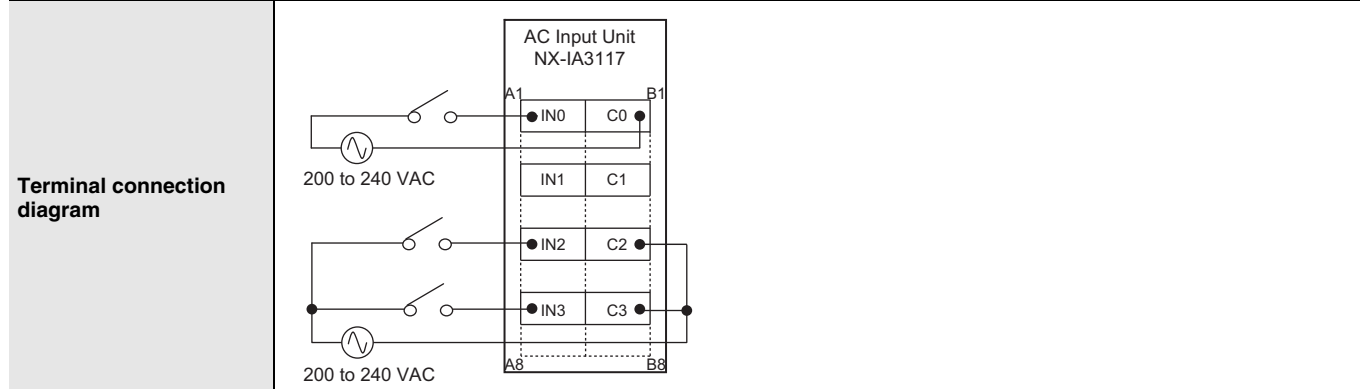 Terminal connection
diagram
AC Input Unit
NX-IA3117
A1 B1
IN0 C0
200 to 240 VAC
IN1 C1
IN2 C2
IN3 C3
A8 B8
200 to 240 VAC